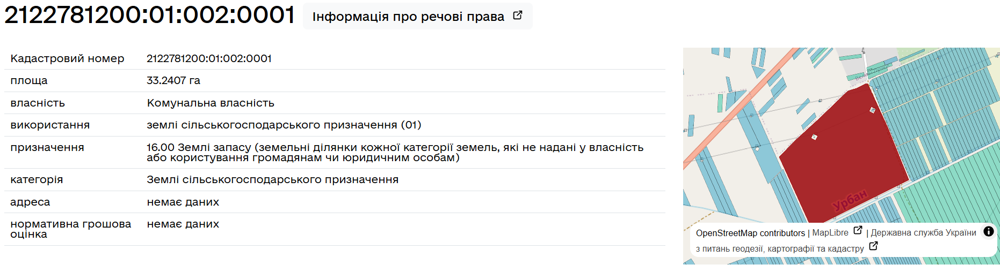 2122781200:01:002:0001
Інформація про речові права
Кадастровий номер
2122781200:01:002:0001
площа
33.2407 га
власність
Комунальна власність
використання
землі сільськогосподарського призначення (01)
призначення
16.00 Землі запасу (земельні ділянки кожної категорії земель, які не надані у власність
або користування громадянам чи юридичним особам)
категорія
Землі сільськогосподарського призначення
адреса
немає даних
нормативна грошова
оцінка
немає даних
Урбан
OpenStreetMap contributors | MapLibre | Державна служба України
з питань геодезії, картографії та кадастру